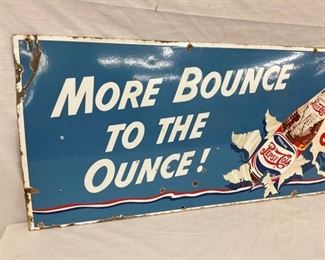 MORE BOUNCE
TO THE
OUNCE!
Pepsi-Cola